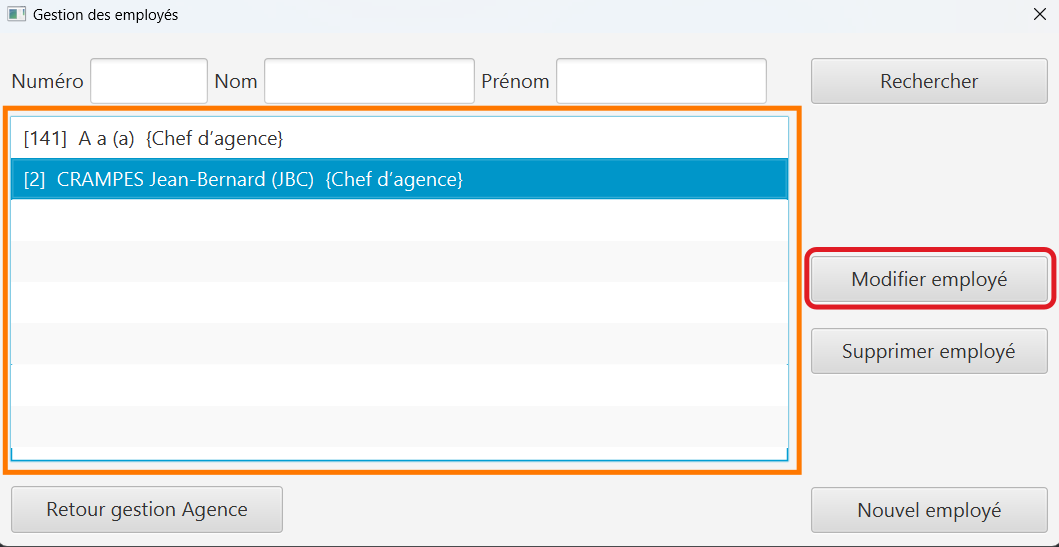 Gestion des employés
Numéro Nom Prénom Rechercher
[141] A a (a) {Chef d’agence}
[2] CRAMPES Jean-Bernard (JBC) {Chef d’agence}
Modifier employé
Supprimer employé
Retour gestion Agence Nouvel employé